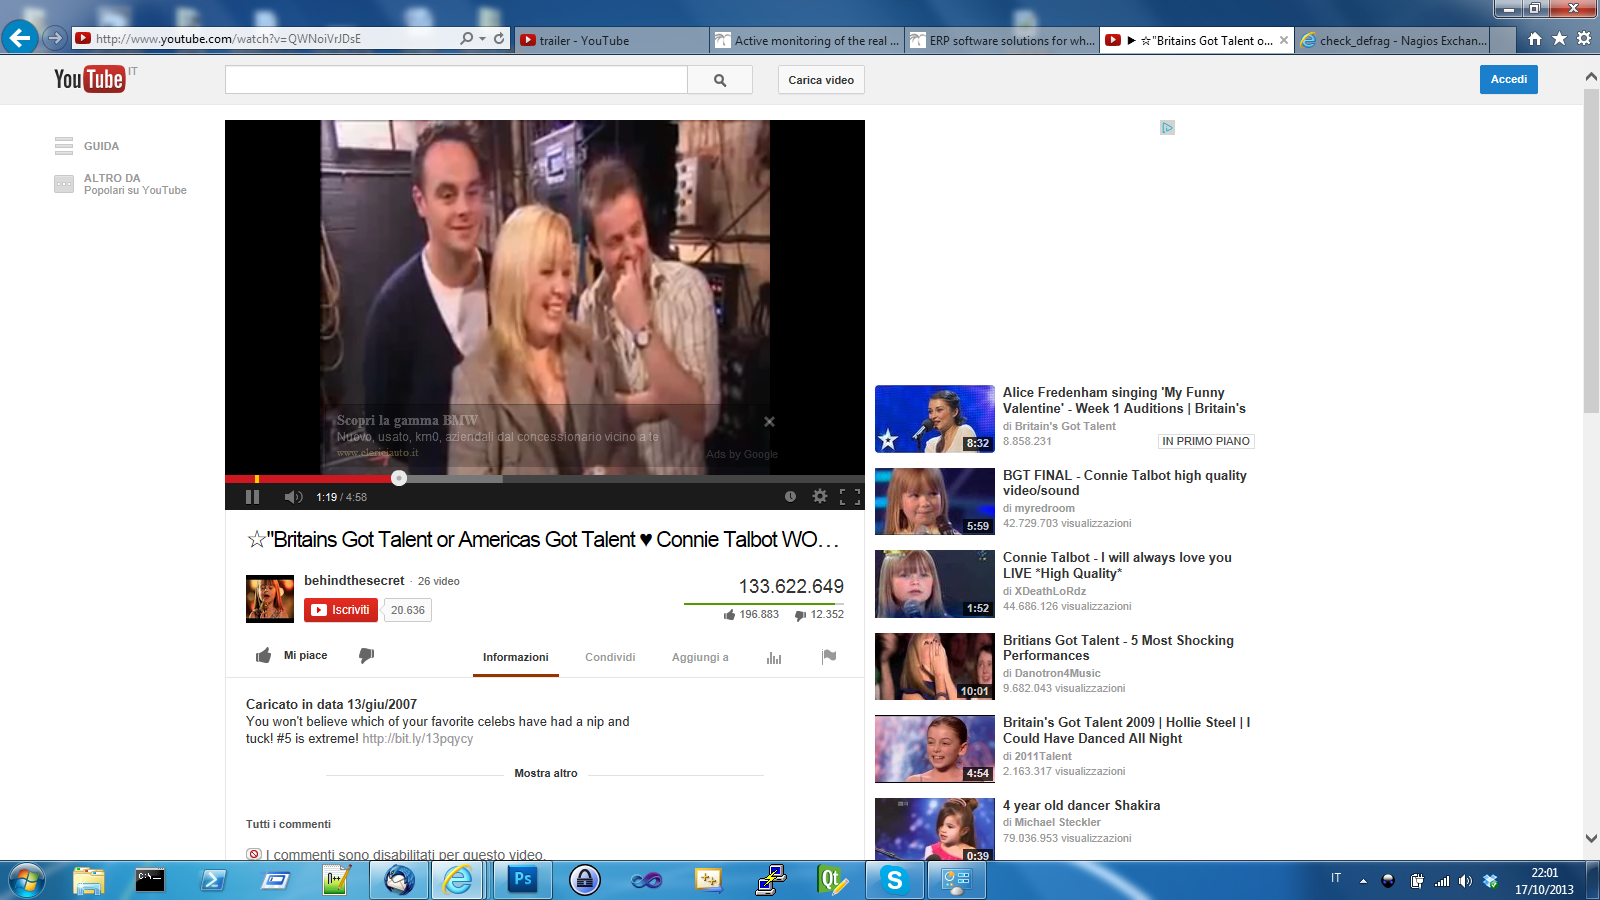 http://www.youtube.com/watch?v=QWNoiVrJDsE
trailer - YouTube
Active monitoring of the real ...
ERP software solutions for wh...
► ☆"Britains Got Talent o...
check_defrag - Nagios Exchan...
YouTube IT
Carica video
Accedi
GUIDA
ALTRO DA
Popolari su YouTube
Scopri la gamma BMW
Nuovo, usato, km0, aziendali dal concessionario vicino a te
www.clericiauto.it
Ads by Google
1:19 / 4:58
☆"Britains Got Talent or Americas Got Talent ♥ Connie Talbot WO...
behindthesecret · 26 video
Iscriviti 20.636
133.622.649
196.883 12.352
Mi piace
Informazioni
Condividi
Aggiungi a
Caricato in data 13/giu/2007
You won't believe which of your favorite celebs have had a nip and
tuck! #5 is extreme! http://bit.ly/13pqycy
Mostra altro
Tutti i commenti
I commenti sono disabilitati per questo video.
8:32
Alice Fredenham singing 'My Funny
Valentine' - Week 1 Auditions | Britain's
di Britain's Got Talent
8.858.231
IN PRIMO PIANO
5:59
BGT FINAL - Connie Talbot high quality
video/sound
di myredroom
42.729.703 visualizzazioni
1:52
Connie Talbot - I will always love you
LIVE *High Quality*
di XDeathLoRdz
44.686.126 visualizzazioni
10:01
Britians Got Talent - 5 Most Shocking
Performances
di Danotron4Music
9.682.043 visualizzazioni
4:54
Britain's Got Talent 2009 | Hollie Steel | I
Could Have Danced All Night
di 2011Talent
2.163.317 visualizzazioni
0:39
4 year old dancer Shakira
di Michael Steckler
79.036.953 visualizzazioni
C:\_
Ps
Qt
S
IT
22:01
17/10/2013